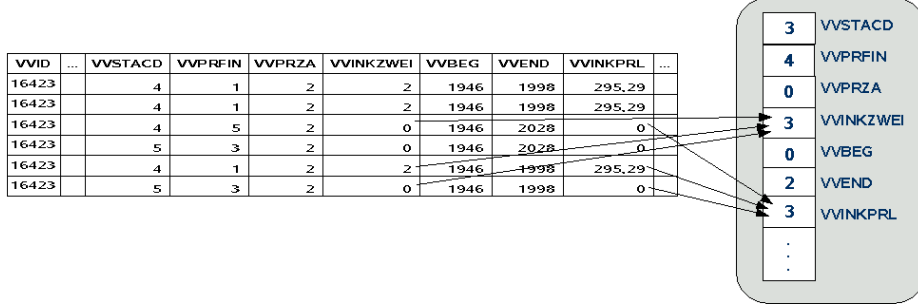 VVID ... VVSTACD VVPRFIN VVPRZA VVINKZWEI VVBEG VVEND VVINKPRL ...
16423 4 1 2 2 1946 1998 295.29
16423 4 1 2 2 1946 1998 295.29
16423 4 5 2 0 1946 2028 0
16423 5 3 2 0 1946 2028 0
16423 4 1 2 2 1946 1998 295.29
16423 5 3 2 0 1946 1998 0
3 VVSTACD
4 VVPRFIN
0 VVPRZA
3 VVINKZWEI
0 VVBEG
2 VVEND
3 VVINKPRL
.
.
.